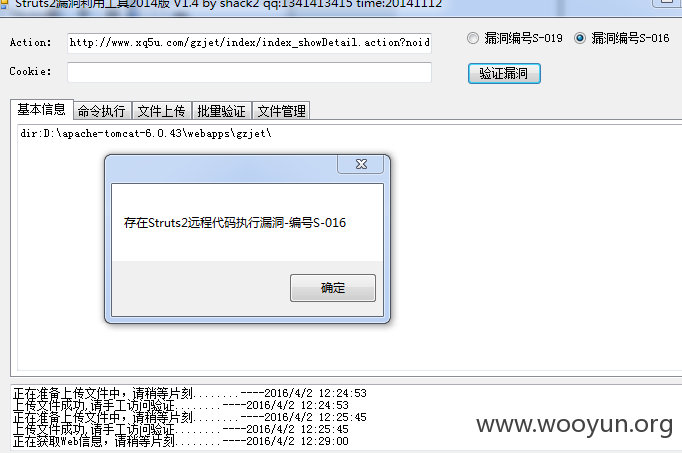 Struts2漏洞利用工具2014版 V1.4 by shack2 qq:1341413415 time:20141112
Action: http://www.xq5u.com/gzjet/index/index_showDetail.action?noid 漏洞编号S-019 漏洞编号S-016
Cookie: 验证漏洞
基本信息 命令执行 文件上传 批量验证 文件管理
dir:D:\apache-tomcat-6.0.43\webapps\gzjet\
存在Struts2远程代码执行漏洞-编号S-016
确定
正在准备上传文件中，请稍等片刻........----2016/4/2 12:24:53
上传文件成功,请手工访问验证........----2016/4/2 12:24:53
正在准备上传文件中，请稍等片刻........----2016/4/2 12:25:45
上传文件成功,请手工访问验证........----2016/4/2 12:25:45
正在获取Web信息，请稍等片刻........----2016/4/2 12:29:00
www.wooyun.org